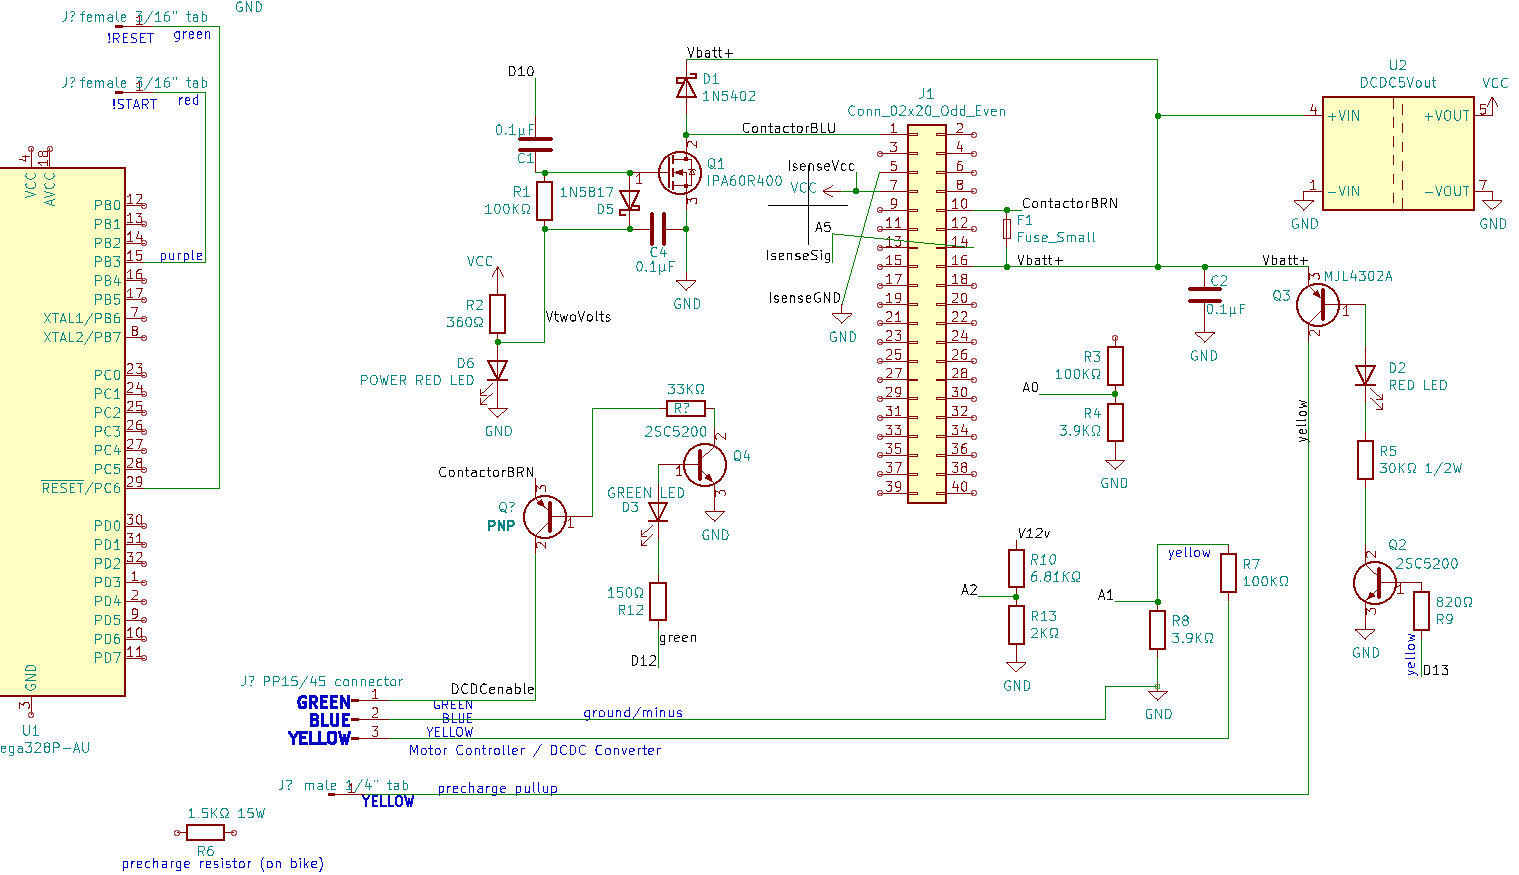 GND
J? female 3/16" tab
1
!RESET
green
J? female 3/16" tab
1
!START
red
4
VCC
18
AVCC
PB0 12
PB1 13
PB2 14
PB3 15
purple
PB4 16
PB5 17
XTAL1/PB6 7
XTAL2/PB7 8
PC0 23
PC1 24
PC2 25
PC3 26
PC4 27
PC5 28
RESET/PC6 29
PD0 30
PD1 31
PD2 32
PD3 1
PD4 2
PD5 9
PD6 10
PD7 11
GND
3
U1
ega328P-AU
D10
0.1µF
C1
R1
100KΩ
1N5817
D5
C4
0.1µF
Vbatt+
D1
1N5402
ContactorBLU
2
Q1
IPA60R400
1
3
GND
VCC
R2
360Ω
VtwoVolts
D6
POWER RED LED
GND
J1
Conn_02x20_Odd_Even
1 2
3 4
5 6
7 8
9 10
11 12
13 14
15 16
17 18
19 20
21 22
23 24
25 26
27 28
29 30
31 32
33 34
35 36
37 38
39 40
IsenseVcc
VCC
A5
IsenseSig
IsenseGND
GND
ContactorBRN
F1
Fuse_Small
Vbatt+
U2
DCDC5Vout
VCC
4 +VIN
+VOUT 5
1 -VIN
-VOUT 7
GND
GND
Vbatt+
C2
0.1µF
GND
MJL4302A
Q3
3
1
2
D2
RED LED
yellow
R5
30KΩ 1/2W
R3
100KΩ
A0
R4
3.9KΩ
GND
33KΩ
R?
2SC5200
2
Q4
1
3
GND
ContactorBRN
3
Q?
PNP
1
2
GREEN LED
D3
150Ω
R12
green
D12
V12v
R10
6.81KΩ
A2
R13
2KΩ
GND
yellow
R7
100KΩ
A1
R8
3.9KΩ
GND
Q2
2SC5200
2
1
3
GND
820Ω
R9
yellow
D13
J? PP15/45 connector
GREEN 1
BLUE 2
YELLOW 3
DCDCenable
GREEN
BLUE
YELLOW
ground/minus
Motor Controller / DCDC Converter
J? male 1/4" tab
1
YELLOW
precharge pullup
1.5KΩ 15W
R6
precharge resistor (on bike)